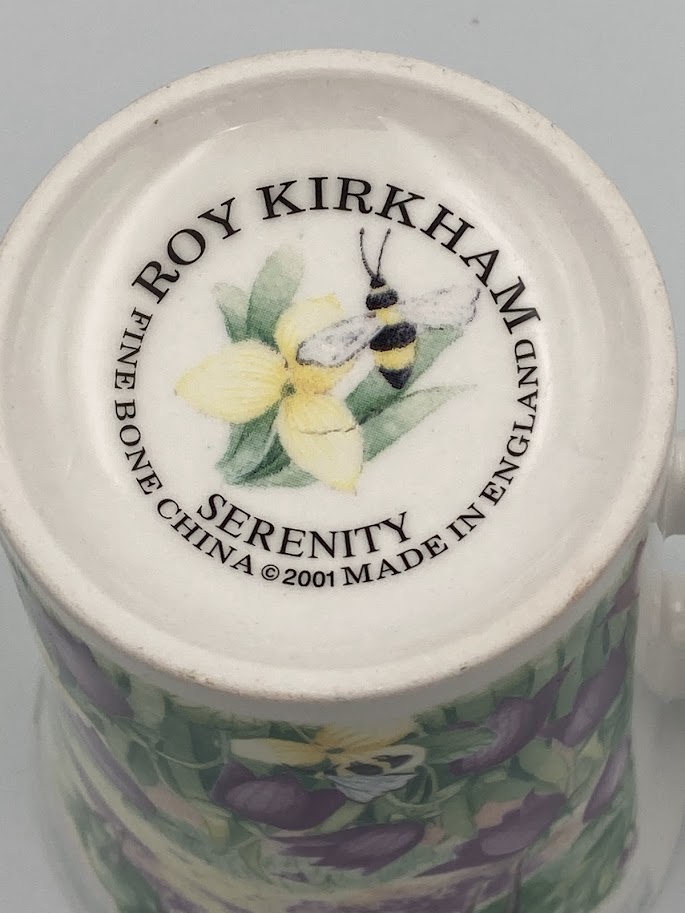 ROY KIRKHAM
SERENITY
FINE BONE CHINA © 2001 MADE IN ENGLAND